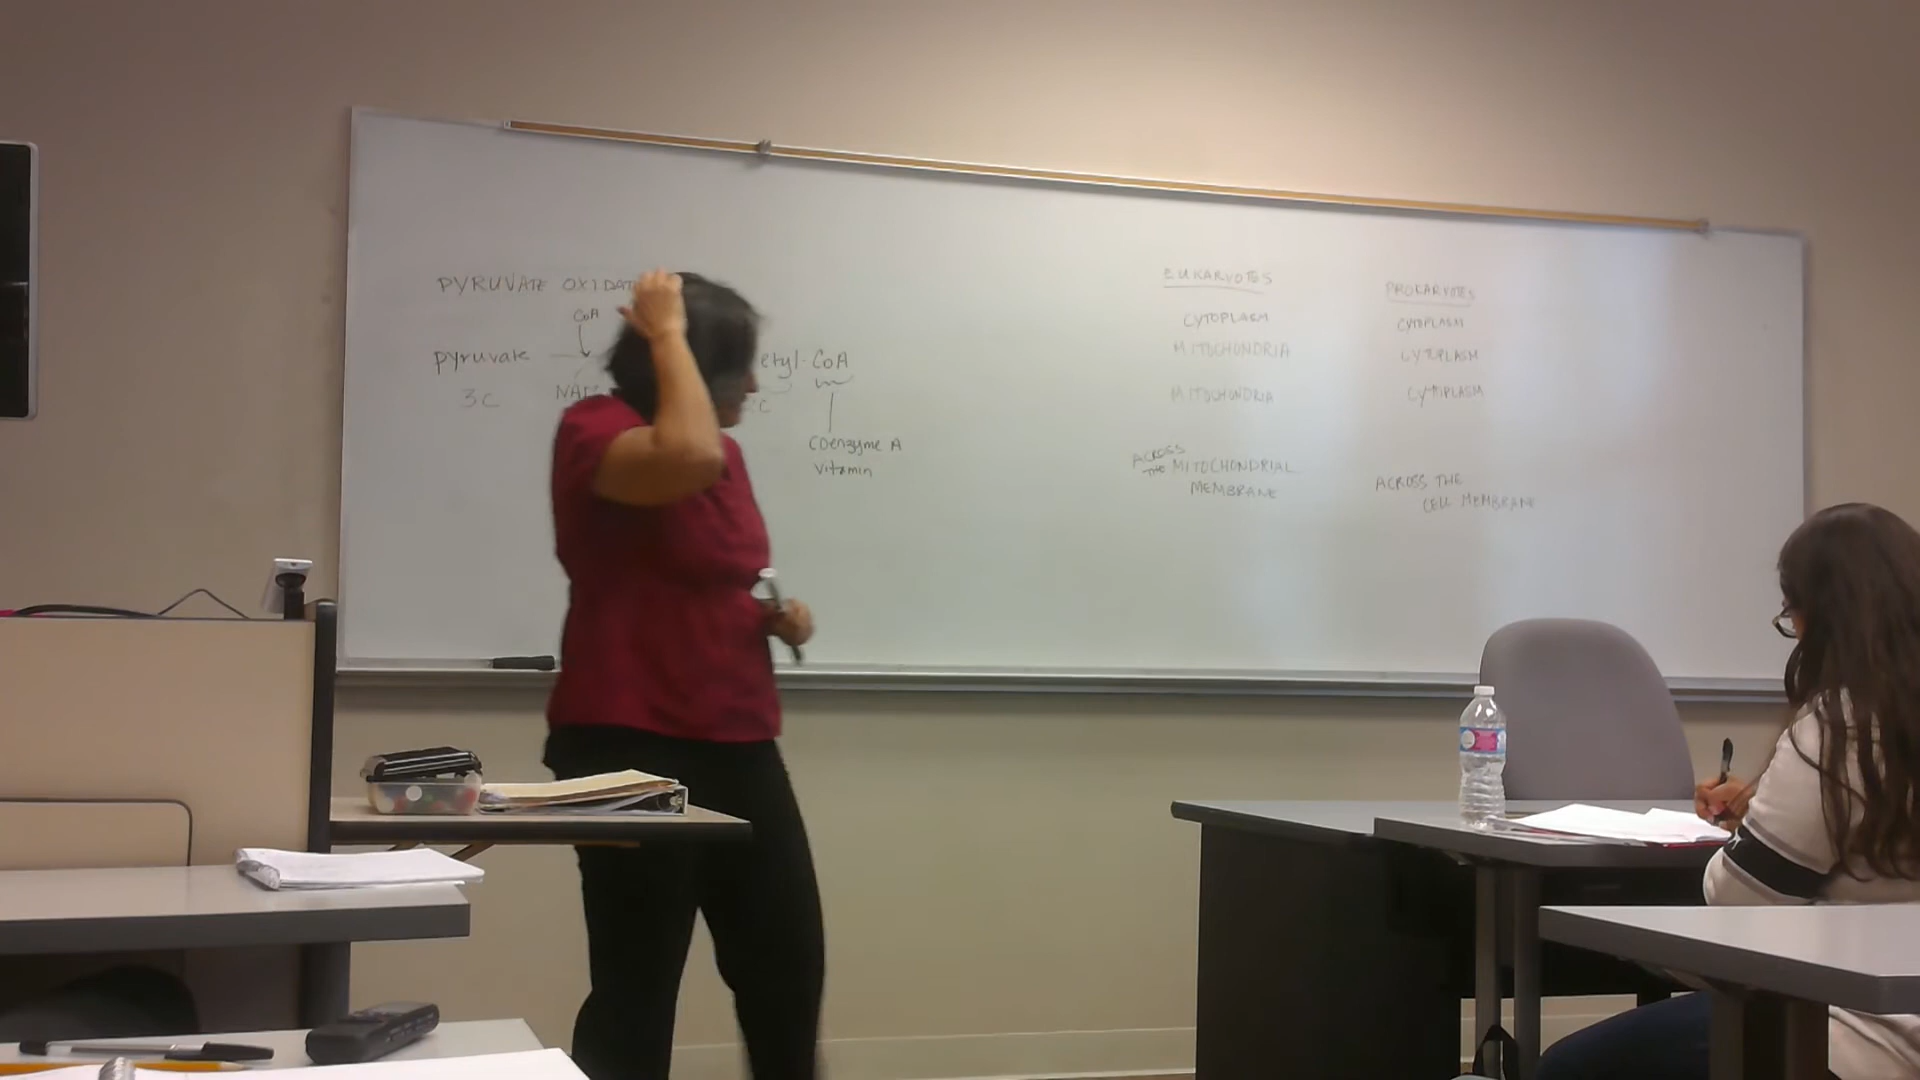 PYRUVATE OXIDAT
CoA
pyruvate
etyl-CoA
3C
NAD
C
Coenzyme A
Vitamin
EUKARYOTES
CYTOPLASM
MITOCHONDRIA
MITOCHONDRIA
ACROSS
THE MITOCHONDRIAL
MEMBRANE
PROKARYOTES
CYTOPLASM
CYTOPLASM
CYTOPLASM
ACROSS THE
CELL MEMBRANE